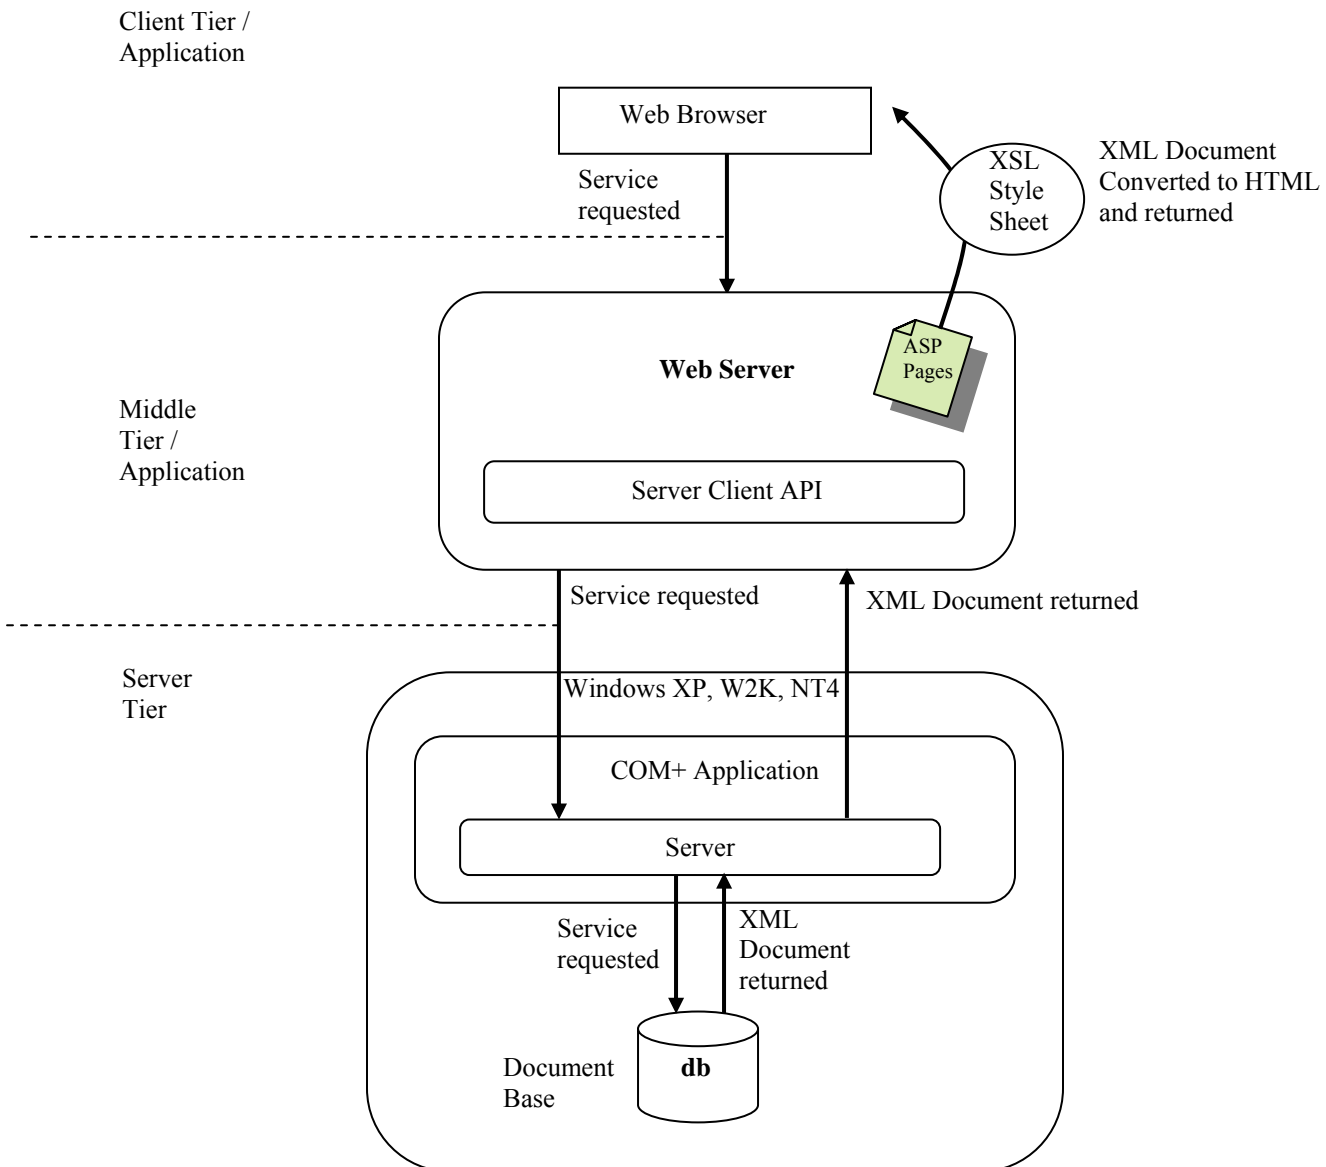 Client Tier /
Application
Web Browser
Service
requested
XSL
Style
Sheet
XML Document
Converted to HTML
and returned
Web Server
ASP
Pages
Middle
Tier /
Application
Server Client API
Service requested
XML Document returned
Server
Tier
Windows XP, W2K, NT4
COM+ Application
Server
Service
requested
XML
Document
returned
Document
Base
db